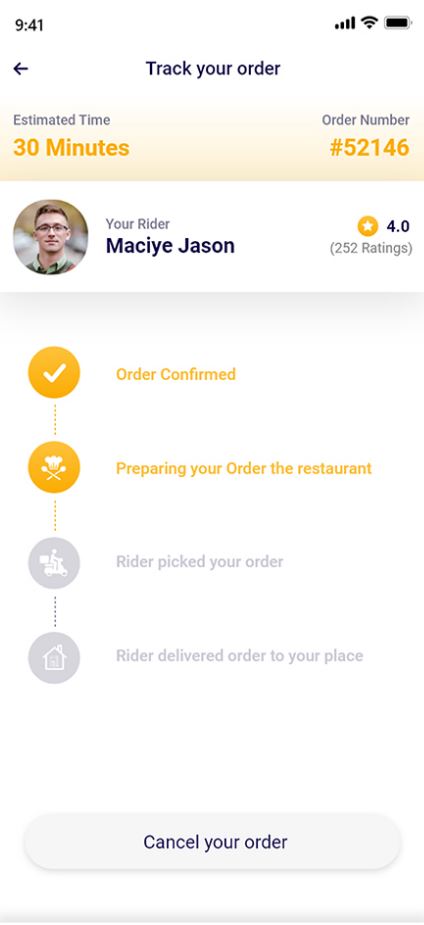 9:41
Track your order
Estimated Time
Order Number
30 Minutes
#52146
Your Rider
Maciye Jason
4.0
(252 Ratings)
Order Confirmed
Preparing your Order the restaurant
Rider picked your order
Rider delivered order to your place
Cancel your order